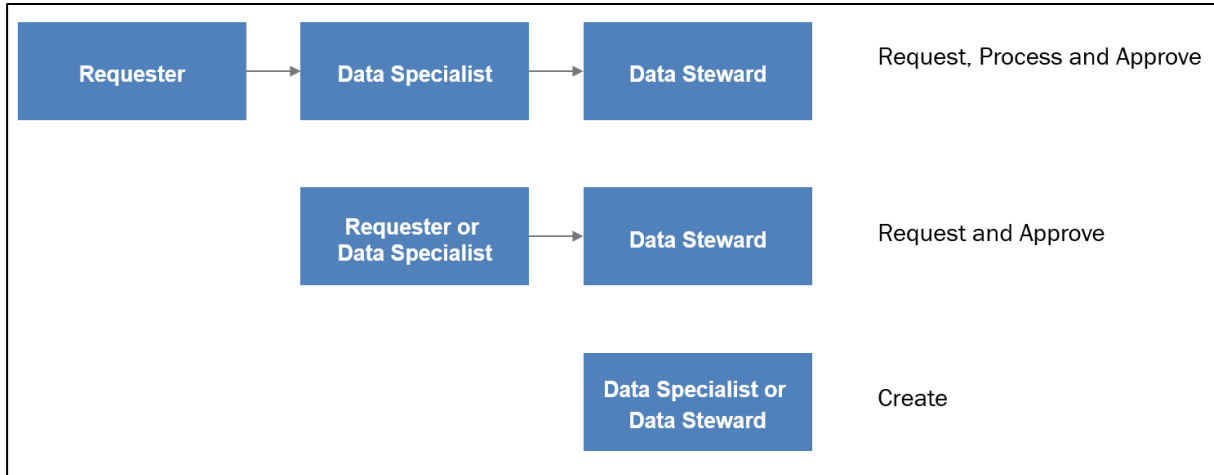 Requester
Data Specialist
Data Steward
Request, Process and Approve
Requester or
Data Specialist
Data Steward
Request and Approve
Data Specialist or
Data Steward
Create